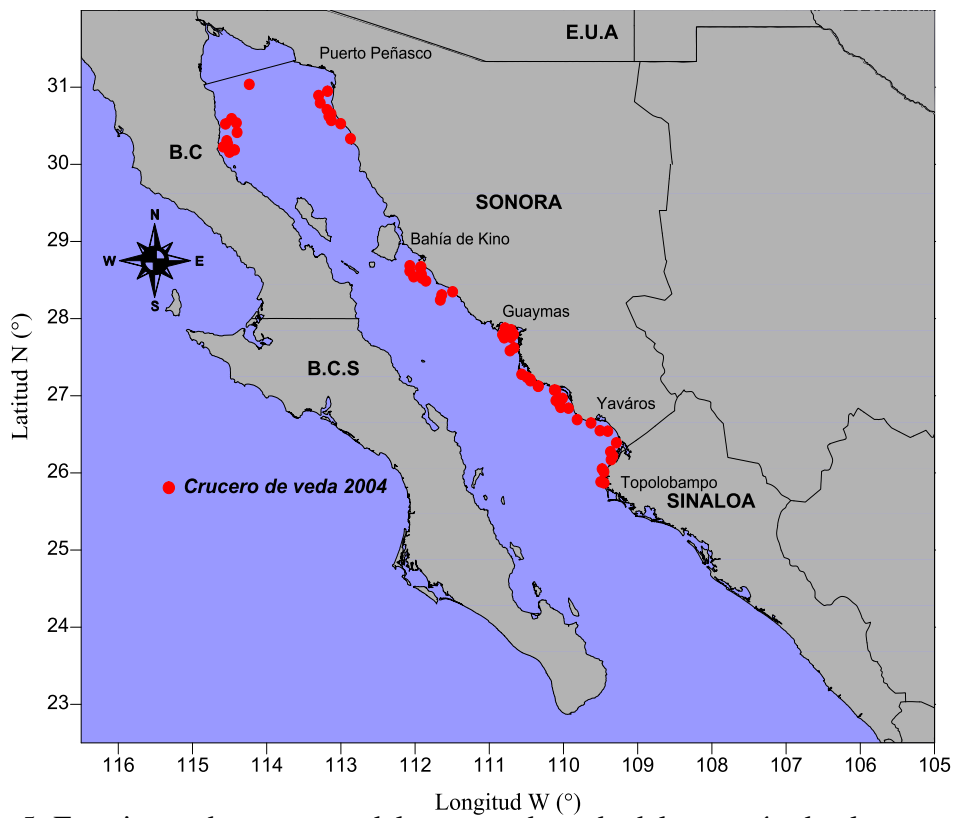 E.U.A
Puerto Peñasco
31
B.C
30
SONORA
N
29
Bahía de Kino
W
E
S
Guaymas
28
B.C.S
27
Yaváros
Latitud N (°)
26
Crucero de veda 2004
Topolobampo
SINALOA
25
24
23
116 115 114 113 112 111 110 109 108 107 106 105
Longitud W (°)